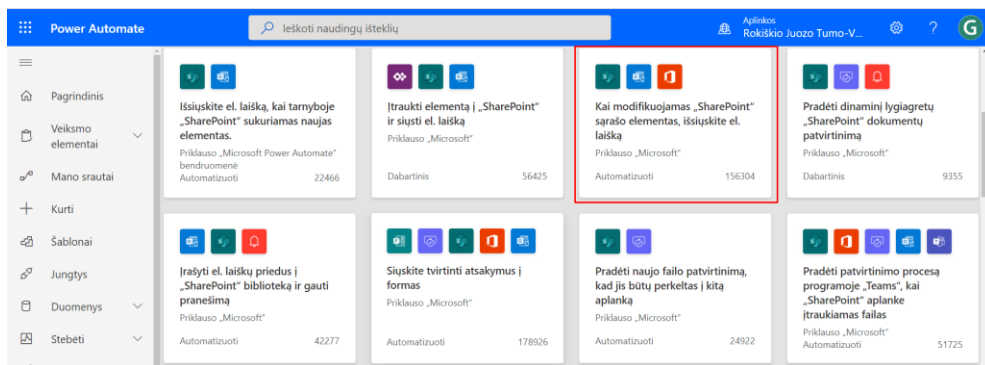 Power Automate
Ieškoti naudingų išteklių
Aplinkos
Rokiškio Juozo Tumo-V...
?
G
Pagrindinis
Veiksmo
elementai
Mano srautai
Kurti
Šablonai
Jungtys
Duomenys
Stebėti
Išsiųskite el. laišką, kai tarnyboje
„SharePoint“ sukuriamas naujas
elementas.
Priklauso „Microsoft Power Automate“
bendruomenė
Automatizuoti 22466
Įtraukti elementą į „SharePoint“
ir siųsti el. laišką
Priklauso „Microsoft“
Dabartinis 56425
Kai modifikuojamas „SharePoint“
sąrašo elementas, išsiųskite el.
laišką
Priklauso „Microsoft“
Automatizuoti 156304
Pradėti dinaminį lygiagretų
„SharePoint“ dokumentų
patvirtinimą
Priklauso „Microsoft“
Dabartinis 9355
Įrašyti el. laiškų priedus į
„SharePoint“ biblioteką ir gauti
pranešimą
Priklauso „Microsoft“
Automatizuoti 42277
Siųskite tvirtinti atsakymus į
formas
Priklauso „Microsoft“
Automatizuoti 178926
Pradėti naujo failo patvirtinimą,
kad jis būtų perkeltas į kitą
aplanką
Priklauso „Microsoft“
Automatizuoti 24922
Pradėti patvirtinimo procesą
programoje „Teams“, kai
„SharePoint“ aplanke
įtraukiamas failas
Priklauso „Microsoft“
Automatizuoti 51725